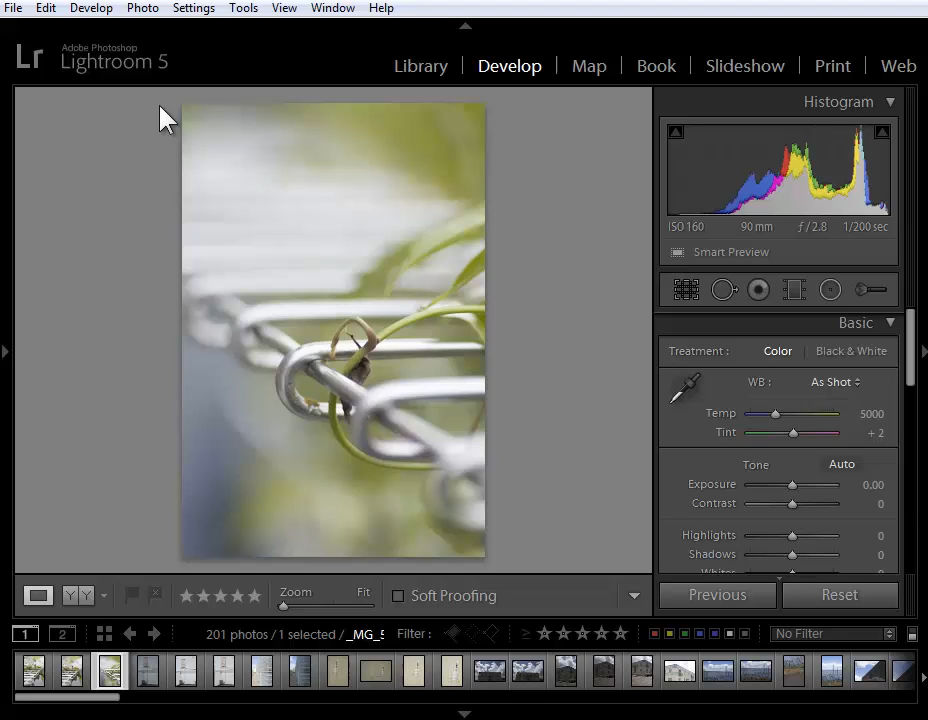 File Edit Develop Photo Settings Tools View Window Help
Lr Adobe Photoshop
Lightroom 5
Library Develop Map Book Slideshow Print Web
Histogram
ISO 160 90 mm ƒ / 2.8 1/200 sec
Smart Preview
Basic
Treatment : Color Black & White
WB : As Shot
Temp 5000
Tint + 2
Tone Auto
Exposure 0.00
Contrast 0
Highlights 0
Shadows 0
Whites
Y Y Zoom Fit Soft Proofing
Previous Reset
1 2 201 photos / 1 selected / _MG_5 Filter : ≥ No Filter